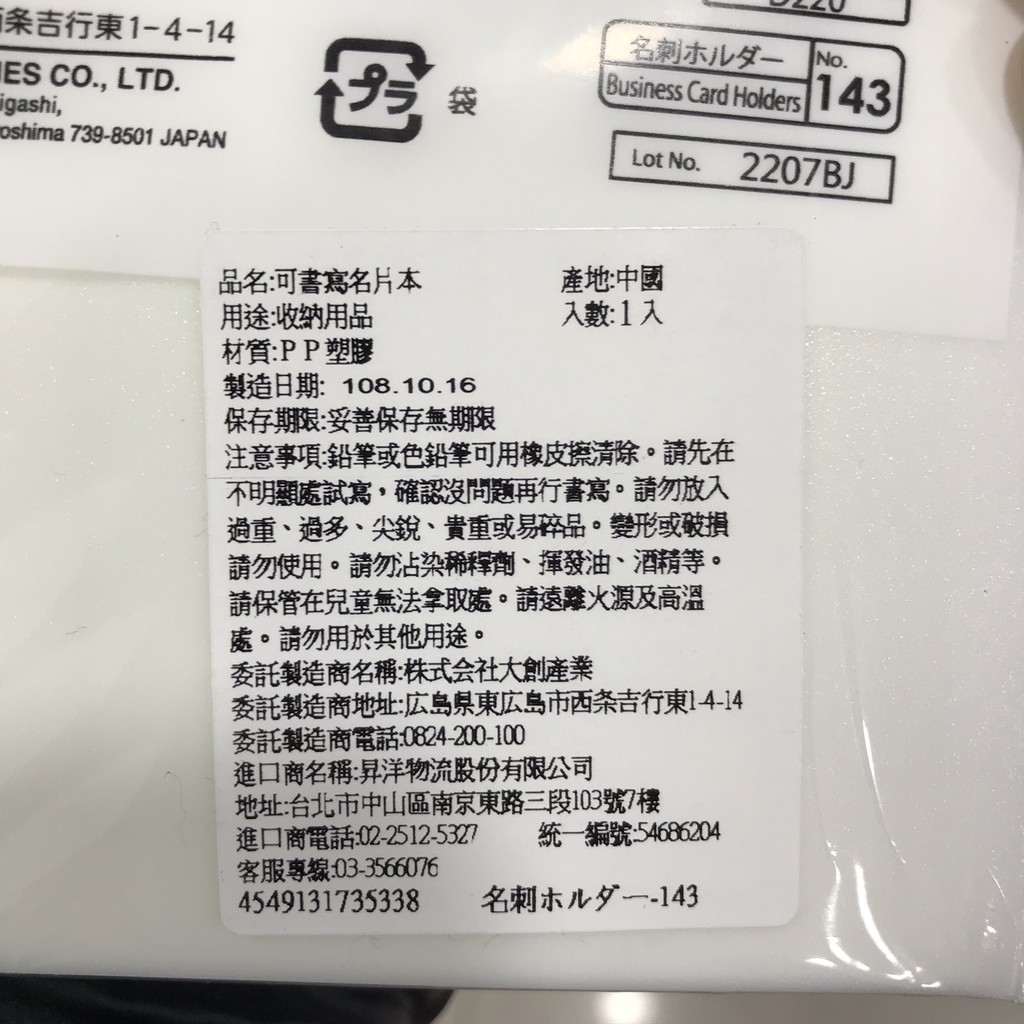 条吉行東1-4-14
IES CO., LTD.
igashi,
oshima 739-8501 JAPAN
プラ
袋
D220
名刺ホルダー
Business Card Holders
No.
143
Lot No. 2207BJ
品名:可書寫名片本 產地:中國
用途:收納用品 入數:1入
材質:PP塑膠
製造日期: 108.10.16
保存期限:妥善保存無期限
注意事項:鉛筆或色鉛筆可用橡皮擦清除。請先在
不明顯處試寫，確認沒問題再行書寫。請勿放入
過重、過多、尖銳、貴重或易碎品。變形或破損
請勿使用。請勿沾染稀釋劑、揮發油、酒精等。
請保管在兒童無法拿取處。請遠離火源及高溫
處。請勿用於其他用途。
委託製造商名稱:株式会社大創產業
委託製造商地址:広島県東広島市西条吉行東1-4-14
委託製造商電話:0824-200-100
進口商名稱:昇洋物流股份有限公司
地址:台北市中山區南京東路三段103號7樓
進口商電話:02-2512-5327 統一編號:54686204
客服專線:03-3566076
4549131735338 名刺ホルダー-143